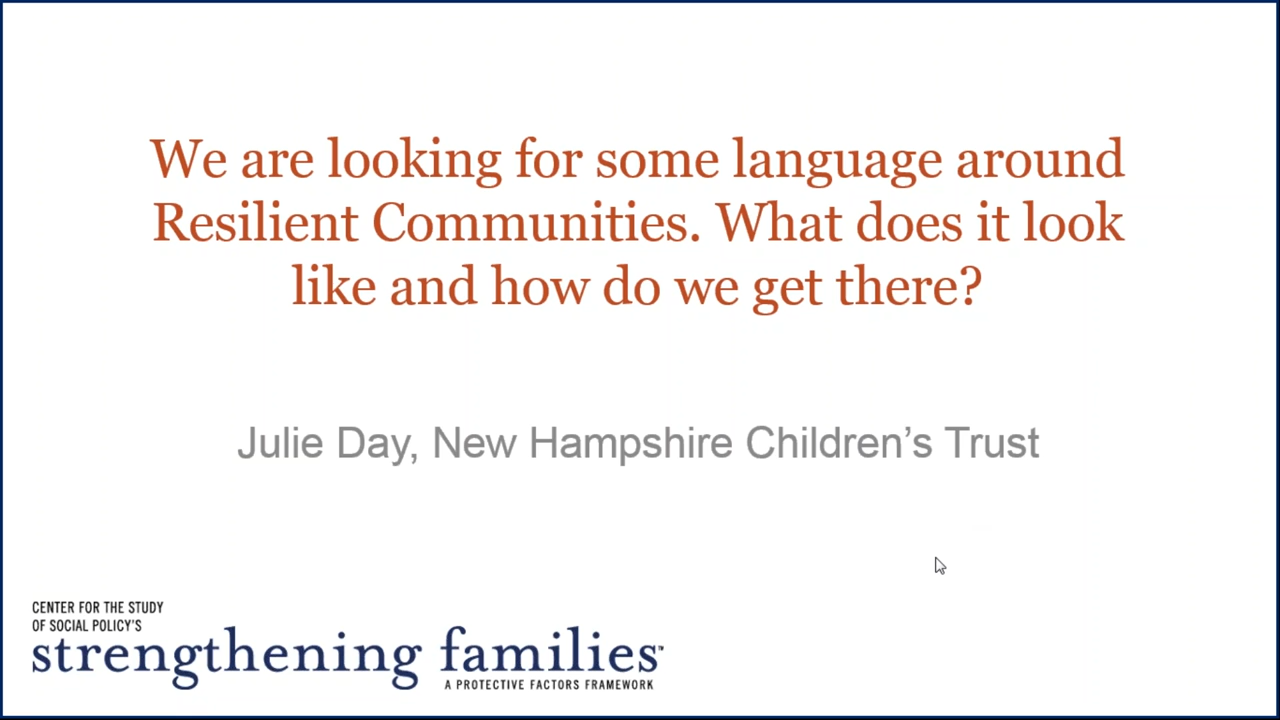 We are looking for some language around
Resilient Communities. What does it look
like and how do we get there?
Julie Day, New Hampshire Children’s Trust
CENTER FOR THE STUDY
OF SOCIAL POLICY'S
strengthening families™
A PROTECTIVE FACTORS FRAMEWORK